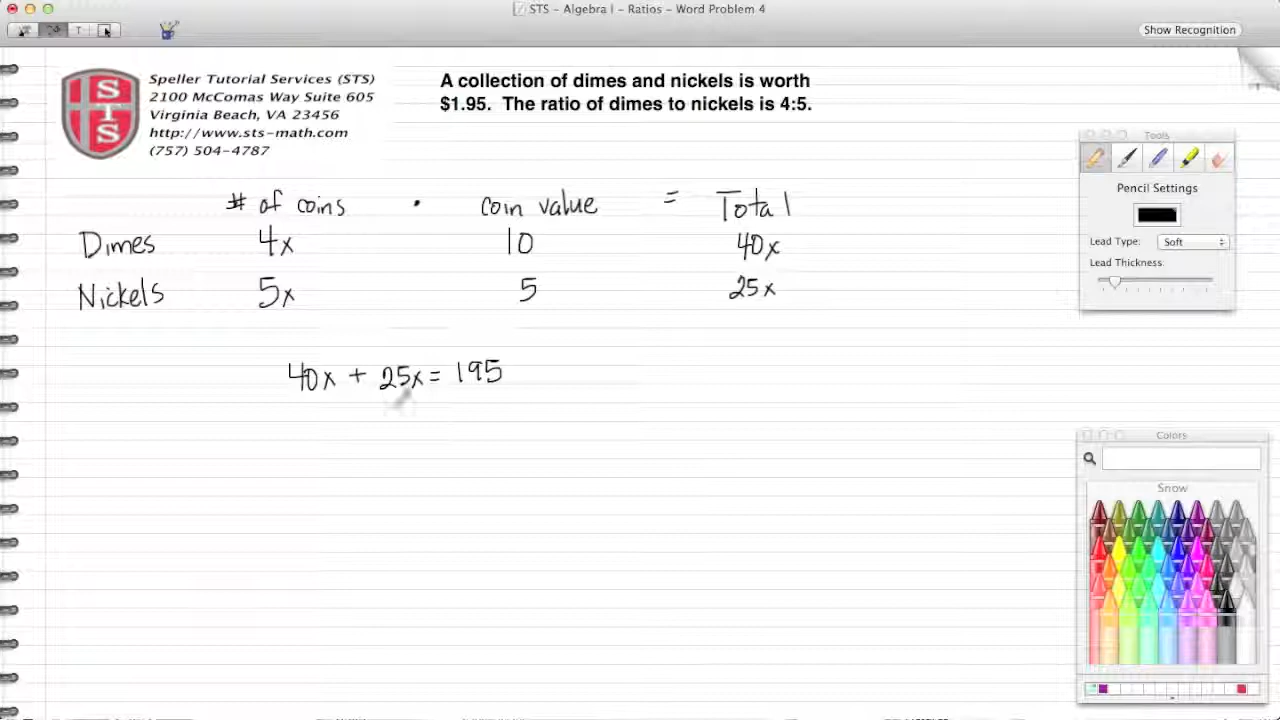 STS - Algebra I - Ratios - Word Problem 4
T
Show Recognition
STS
Speller Tutorial Services (STS)
2100 McComas Way Suite 605
Virginia Beach, VA 23456
http://www.sts-math.com
(757) 504-4787
A collection of dimes and nickels is worth
$1.95. The ratio of dimes to nickels is 4:5.
# of coins · coin value = Total
Dimes 4x 10 40x
Nickels 5x 5 25x
40x + 25x = 195
Tools
Pencil Settings
Lead Type: Soft
Lead Thickness:
Colors
Snow